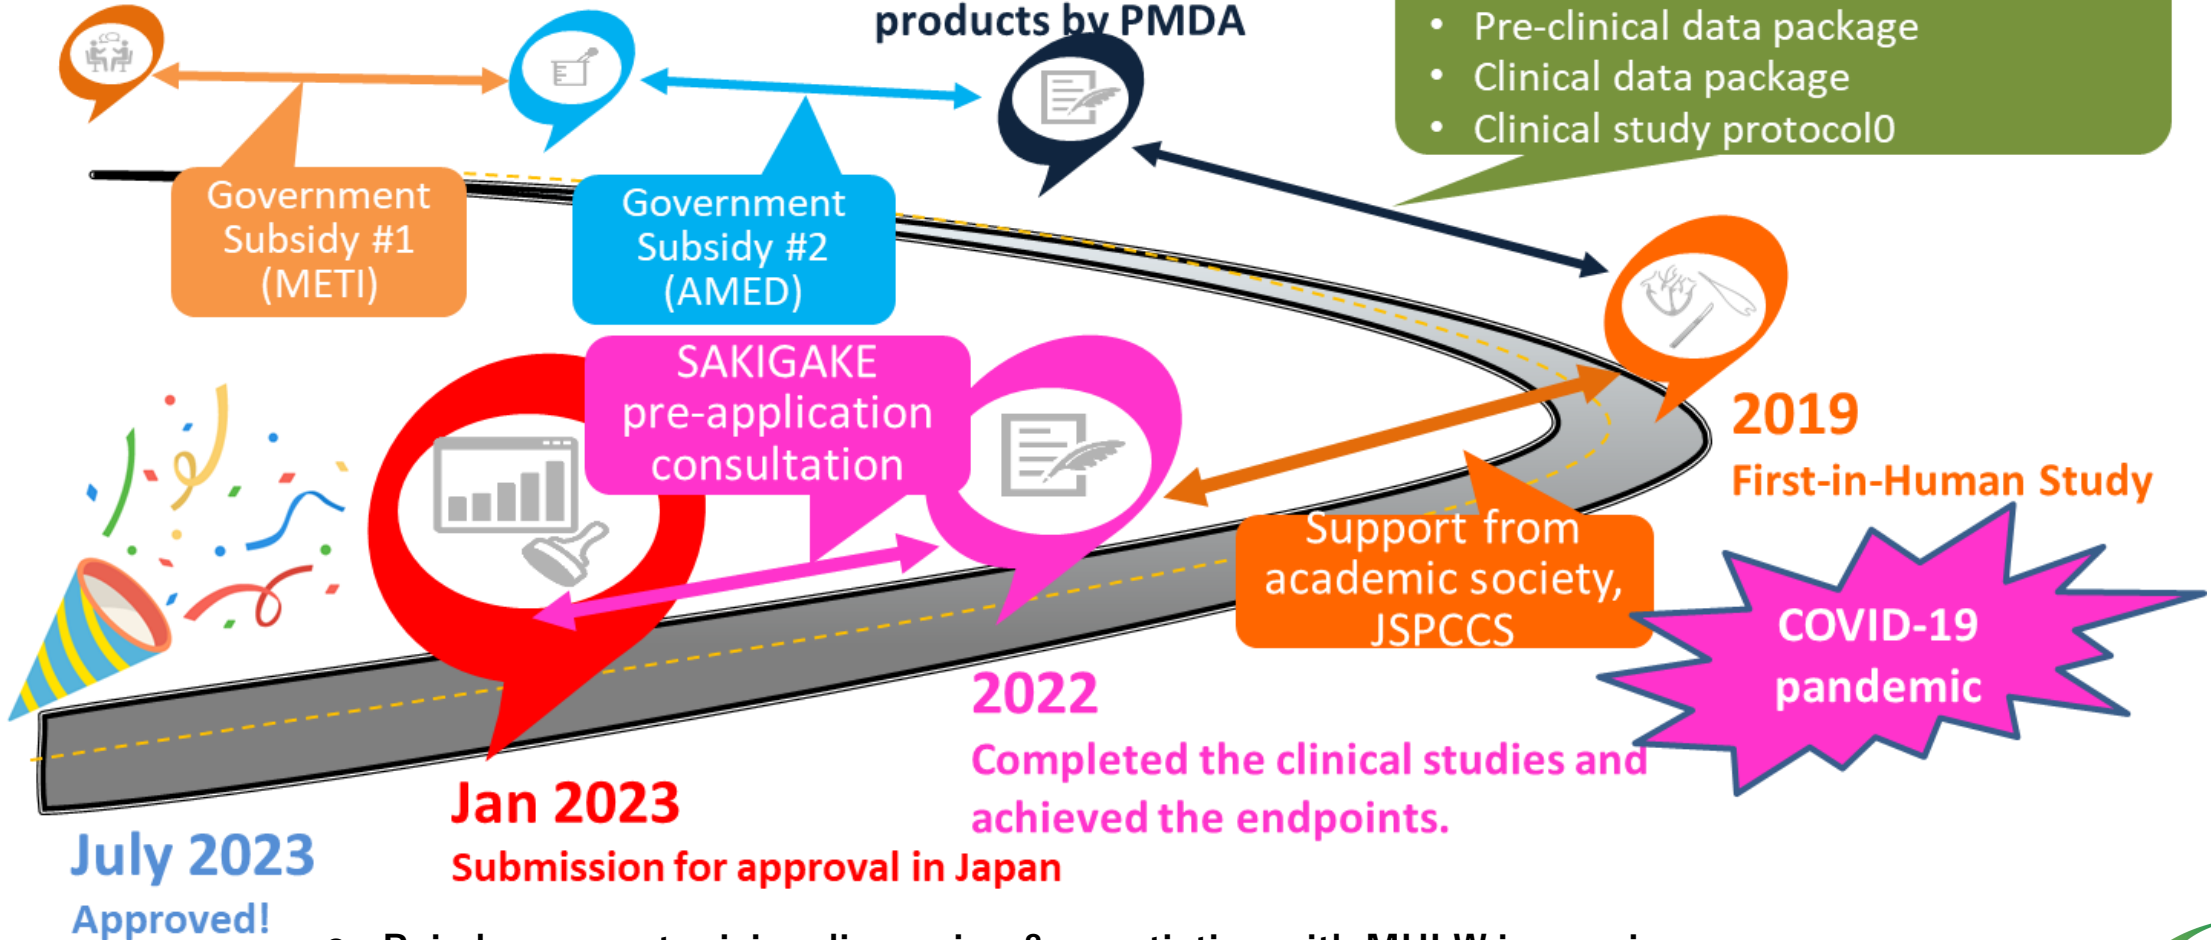 products by PMDA
• Pre-clinical data package
• Clinical data package
• Clinical study protocol0
Government
Subsidy #1
(METI)
Government
Subsidy #2
(AMED)
SAKIGAKE
pre-application
consultation
2019
First-in-Human Study
Support from
academic society,
JSPCCS
COVID-19
pandemic
2022
Completed the clinical studies and
achieved the endpoints.
Jan 2023
Submission for approval in Japan
July 2023
Approved!